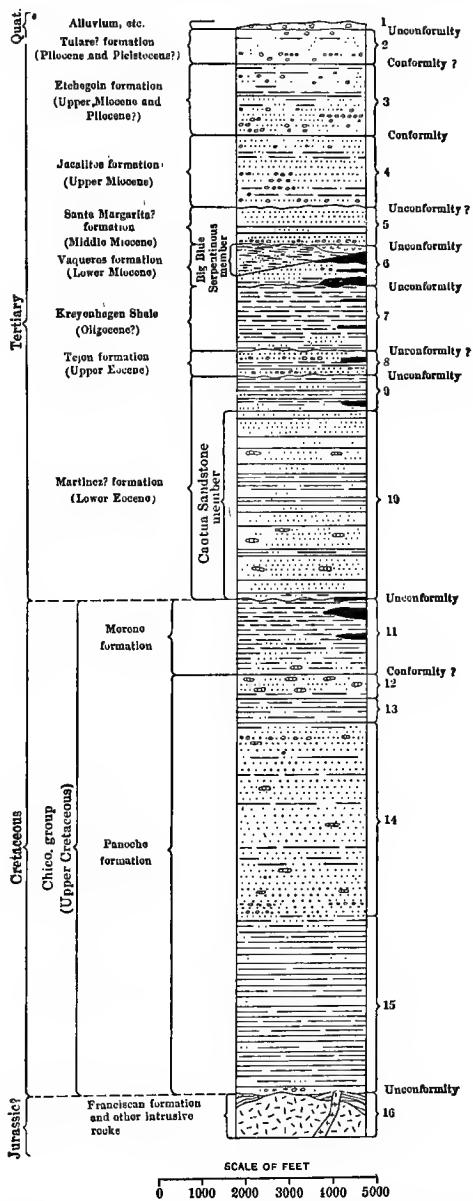 Quat.
Alluvium, etc.
1
Unconformity
Tulare? formation
(Pliocene and Pleistocene?)
2
Conformity ?
Etchegoin formation
(Upper Miocene and
Pliocene?)
3
Conformity
Jacalitos formation
(Upper Miocene)
4
Unconformity ?
Santa Margarita?
formation
(Middle Miocene)
5
Unconformity
Big Blue
Serpentinous
member
Vaqueros formation
(Lower Miocene)
6
Unconformity
Tertiary
Kreyenhagen Shale
(Oligocene?)
7
Unconformity ?
Tejon formation
(Upper Eocene)
8
Unconformity
9
Martinez? formation
(Lower Eocene)
Cantua Sandstone
member
10
Unconformity
Moreno
formation
11
Conformity ?
12
13
Cretaceous
Chico group
(Upper Cretaceous)
Panoche
formation
14
15
Unconformity
Jurassic?
Franciscan formation
and other intrusive
rocks
16
SCALE OF FEET
0 1000 2000 3000 4000 5000